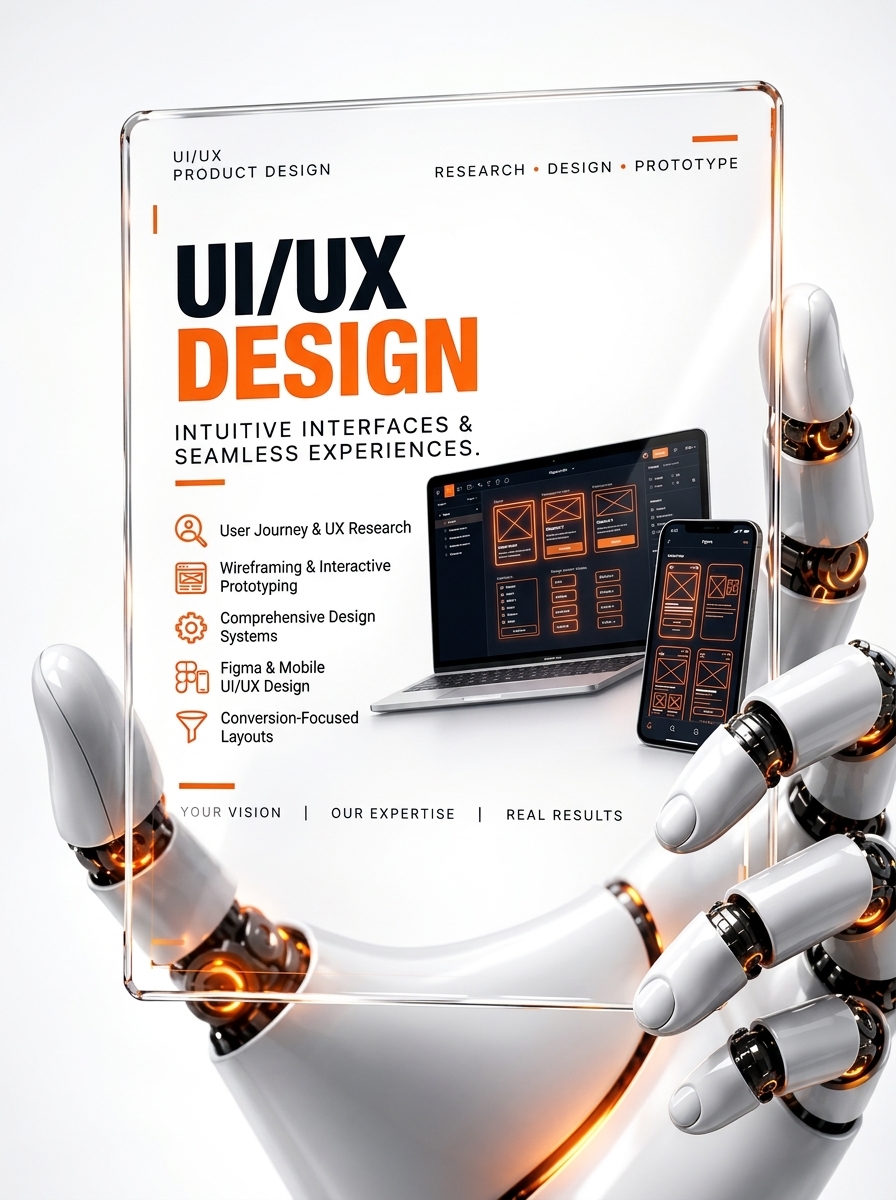 UI/UX
PRODUCT DESIGN
RESEARCH • DESIGN • PROTOTYPE
UI/UX
DESIGN
INTUITIVE INTERFACES &
SEAMLESS EXPERIENCES.
User Journey & UX Research
Wireframing & Interactive
Prototyping
Comprehensive Design
Systems
Figma & Mobile
UI/UX Design
Conversion-Focused
Layouts
YOUR VISION | OUR EXPERTISE | REAL RESULTS